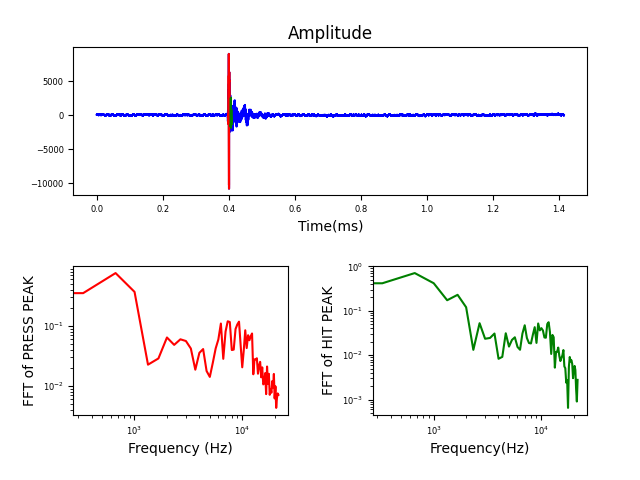 Amplitude
5000
0
−5000
−10000
0.0 0.2 0.4 0.6 0.8 1.0 1.2 1.4
Time(ms)
FFT of PRESS PEAK
10⁻¹
10⁻²
10³ 10⁴
Frequency (Hz)
FFT of HIT PEAK
10⁰
10⁻¹
10⁻²
10⁻³
10³ 10⁴
Frequency(Hz)